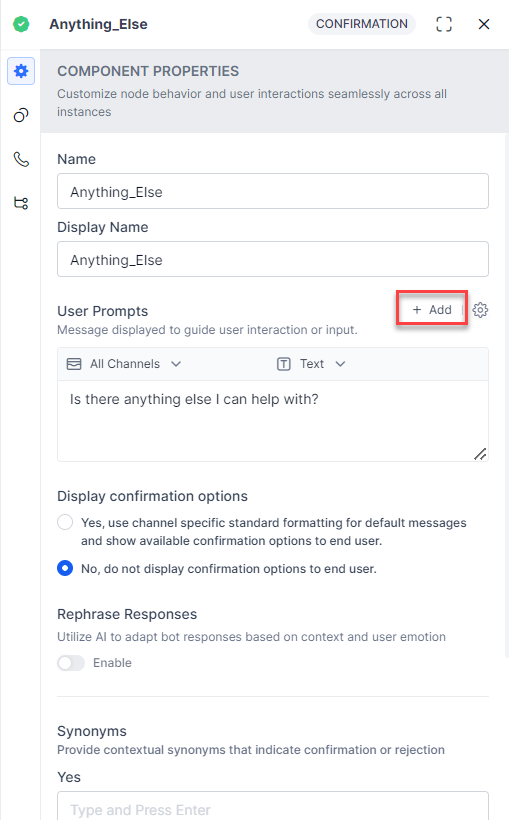 Anything_Else
CONFIRMATION
COMPONENT PROPERTIES
Customize node behavior and user interactions seamlessly across all
instances
Name
Anything_Else
Display Name
Anything_Else
User Prompts
+ Add
Message displayed to guide user interaction or input.
All Channels
Text
Is there anything else I can help with?
Display confirmation options
Yes, use channel specific standard formatting for default messages
and show available confirmation options to end user.
No, do not display confirmation options to end user.
Rephrase Responses
Utilize AI to adapt bot responses based on context and user emotion
Enable
Synonyms
Provide contextual synonyms that indicate confirmation or rejection
Yes
Type and Press Enter